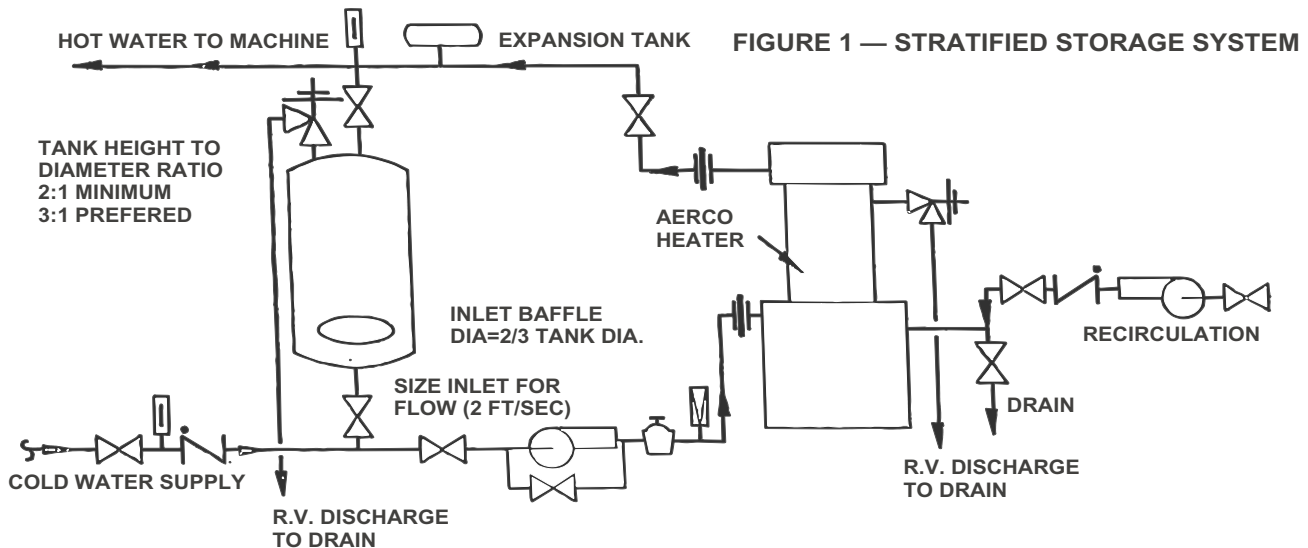 FIGURE 1 — STRATIFIED STORAGE SYSTEM
HOT WATER TO MACHINE
EXPANSION TANK
TANK HEIGHT TO
DIAMETER RATIO
2:1 MINIMUM
3:1 PREFERED
AERCO
HEATER
INLET BAFFLE
DIA=2/3 TANK DIA.
RECIRCULATION
SIZE INLET FOR
FLOW (2 FT/SEC)
DRAIN
COLD WATER SUPPLY
R.V. DISCHARGE
TO DRAIN
R.V. DISCHARGE
TO DRAIN